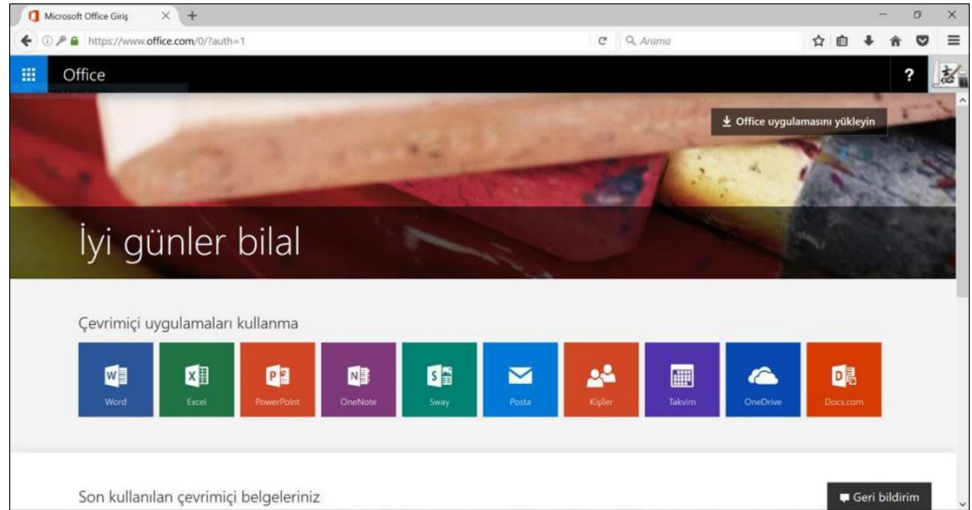 Microsoft Office Giriş
https://www.office.com/0/?auth=1
Arama
Office
?
Office uygulamasını yükleyin
İyi günler bilal
Çevrimiçi uygulamaları kullanma
Word Excel PowerPoint OneNote Sway Posta Kişiler Takvim OneDrive Docs.com
Son kullanılan çevrimiçi belgeleriniz
Geri bildirim